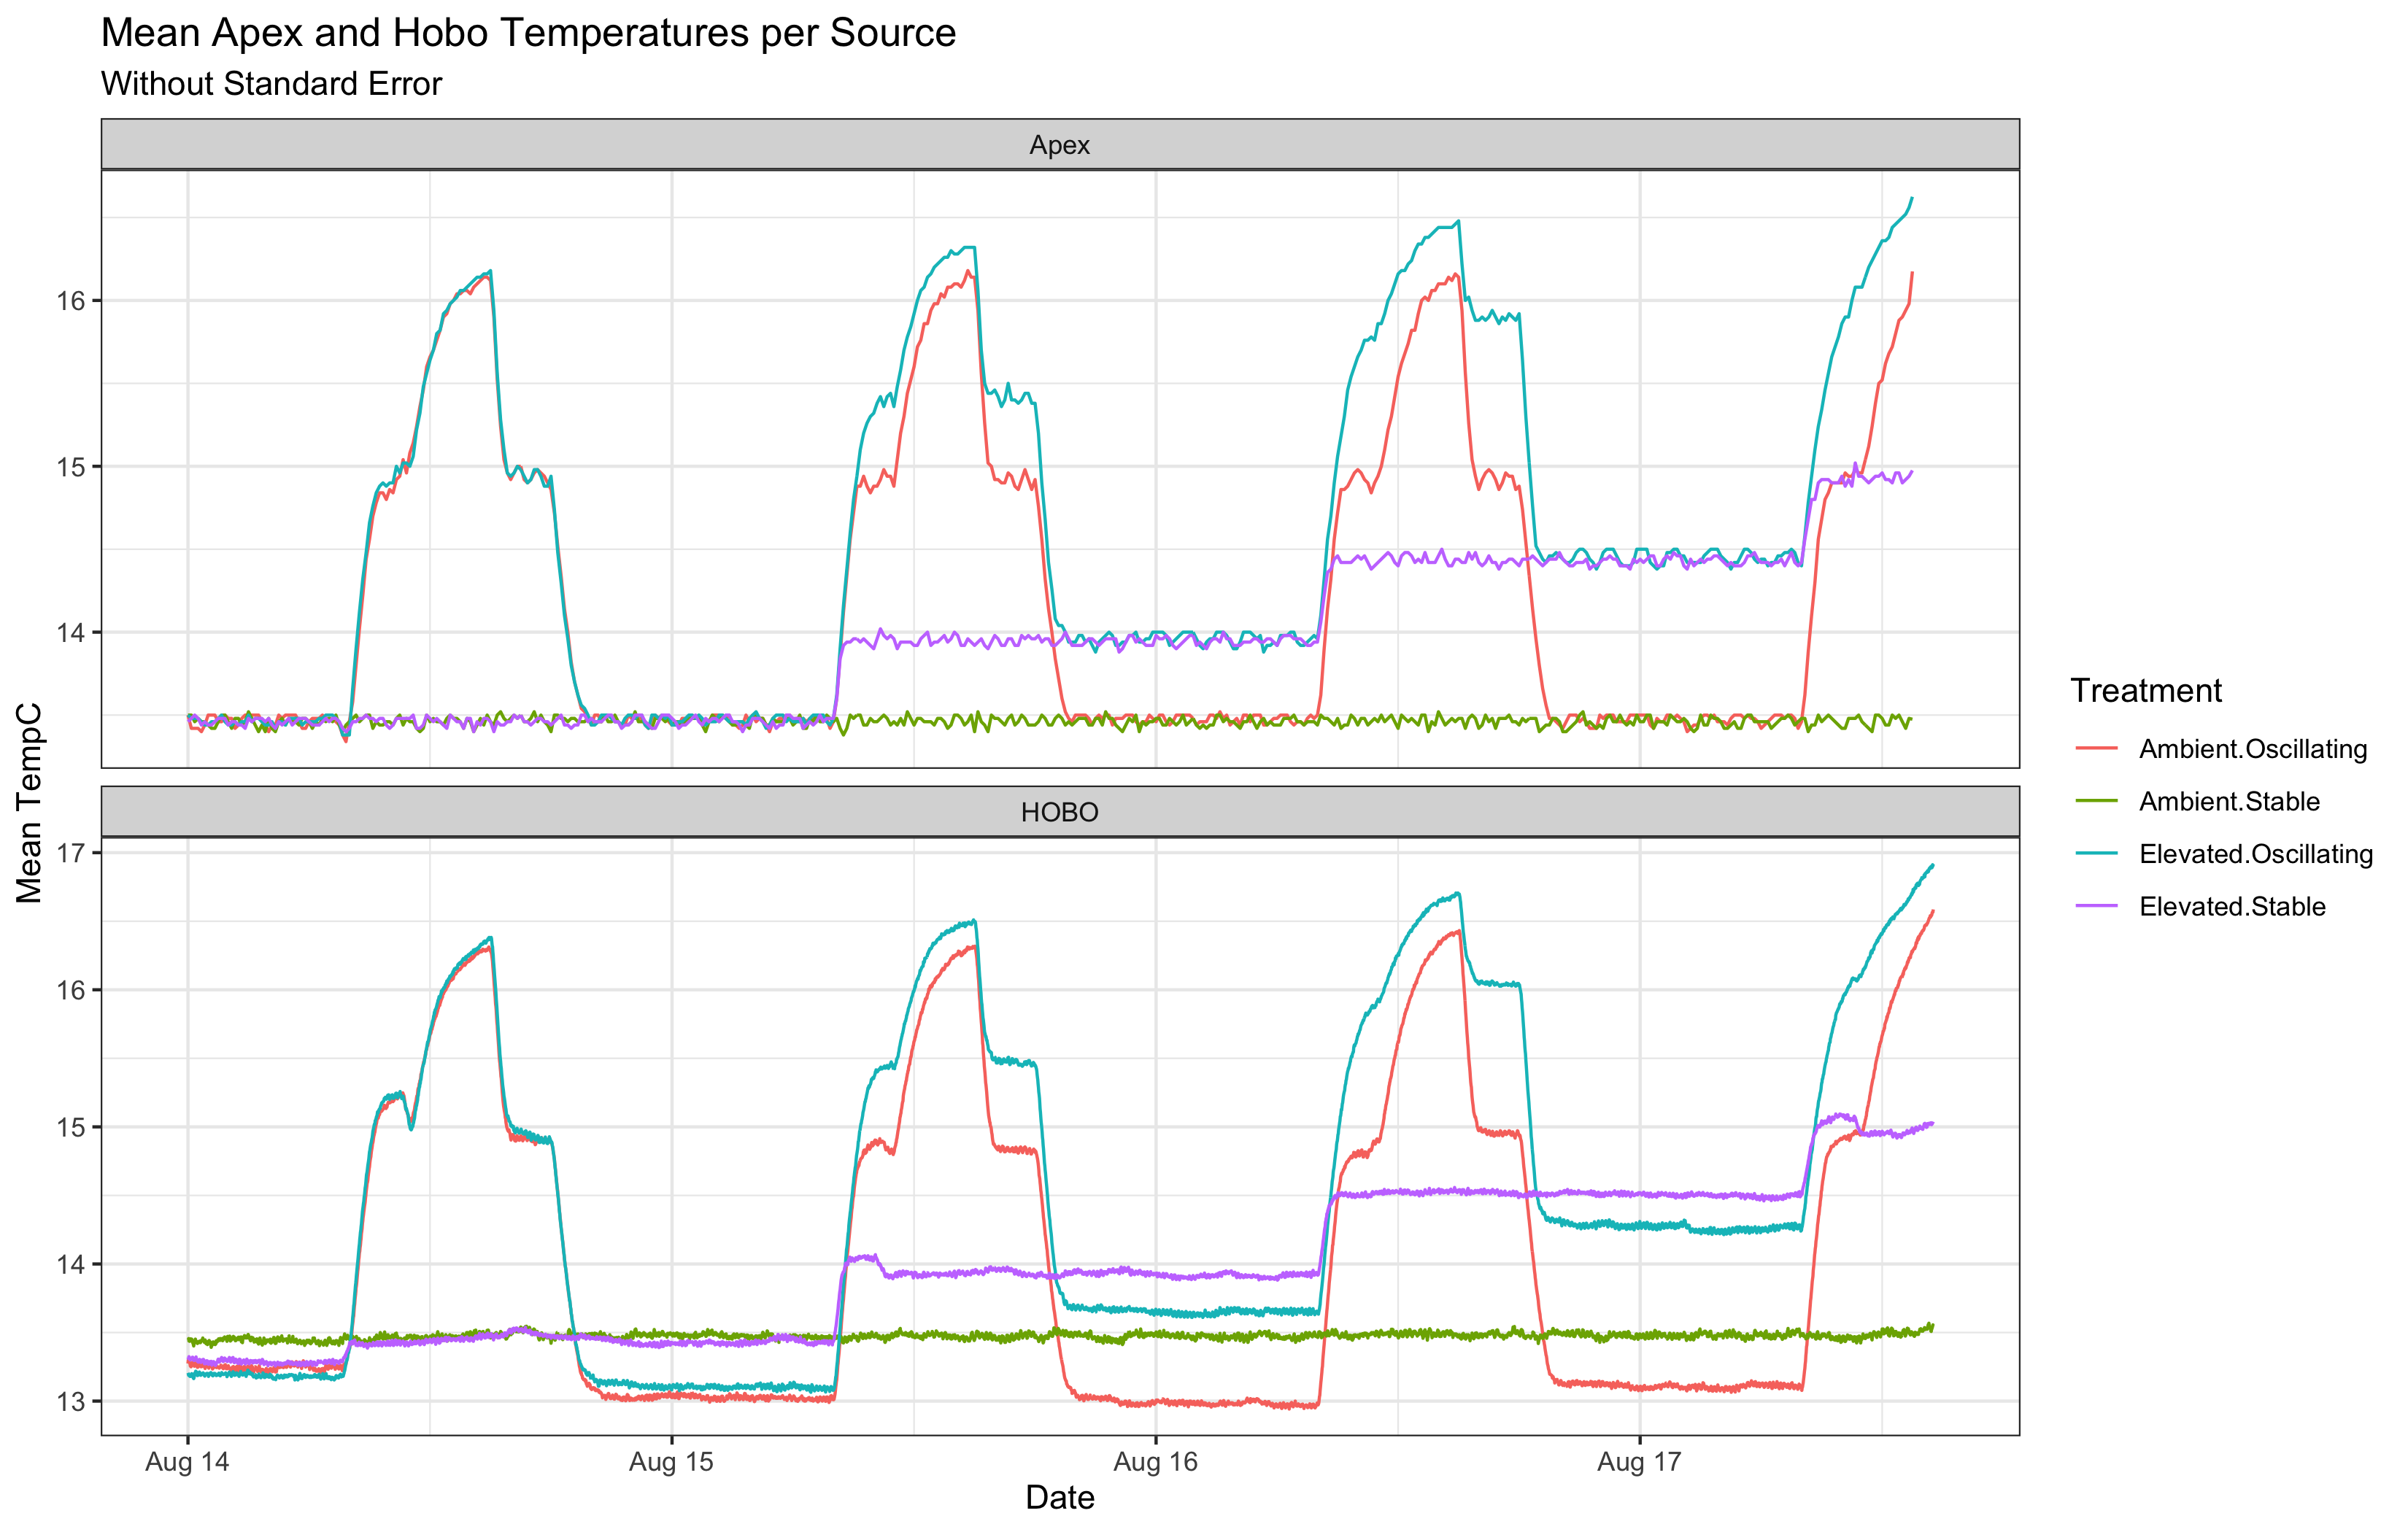 Mean Apex and Hobo Temperatures per Source
Without Standard Error
Apex
16
15
14
HOBO
17
16
15
14
13
Mean TempC
Aug 14
Aug 15
Aug 16
Aug 17
Date
Treatment
Ambient.Oscillating
Ambient.Stable
Elevated.Oscillating
Elevated.Stable